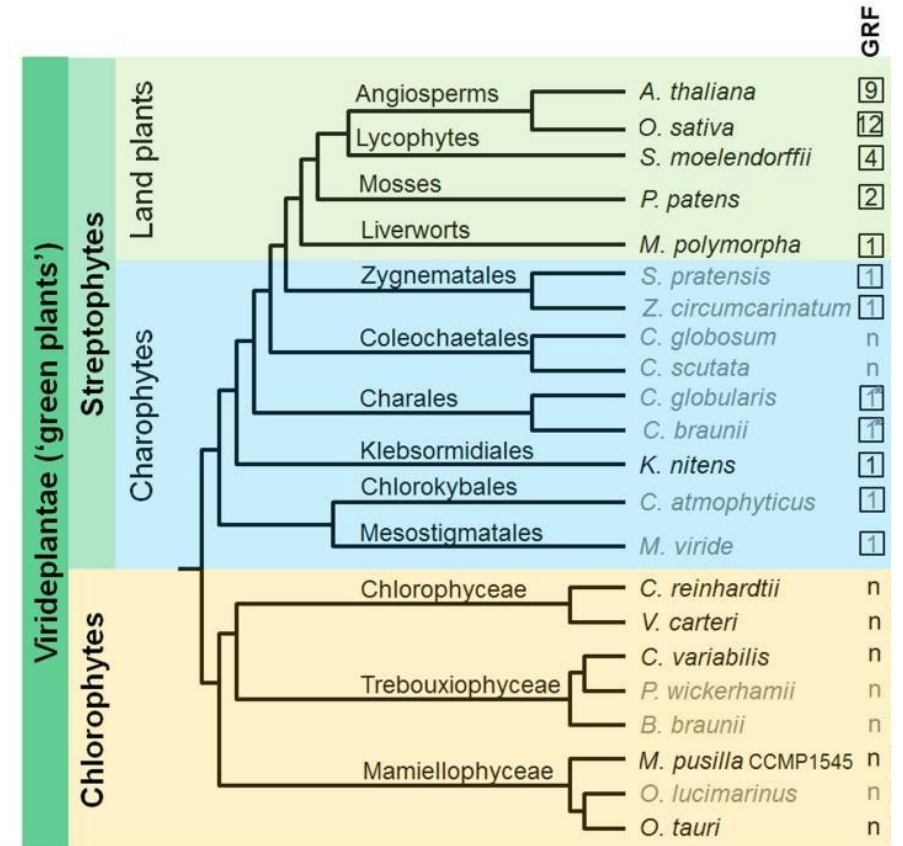 GRF
Virideplantae (‘green plants’)
Streptophytes
Chlorophytes
Land plants
Charophytes
Angiosperms
A. thaliana 9
O. sativa 12
Lycophytes
S. moelendorffii 4
Mosses
P. patens 2
Liverworts
M. polymorpha 1
Zygnematales
S. pratensis 1
Z. circumcarinatum 1
Coleochaetales
C. globosum n
C. scutata n
Charales
C. globularis 1*
C. braunii 1*
Klebsormidiales
K. nitens 1
Chlorokybales
C. atmophyticus 1
Mesostigmatales
M. viride 1
Chlorophyceae
C. reinhardtii n
V. carteri n
Trebouxiophyceae
C. variabilis n
P. wickerhamii n
B. braunii n
Mamiellophyceae
M. pusilla CCMP1545 n
O. lucimarinus n
O. tauri n